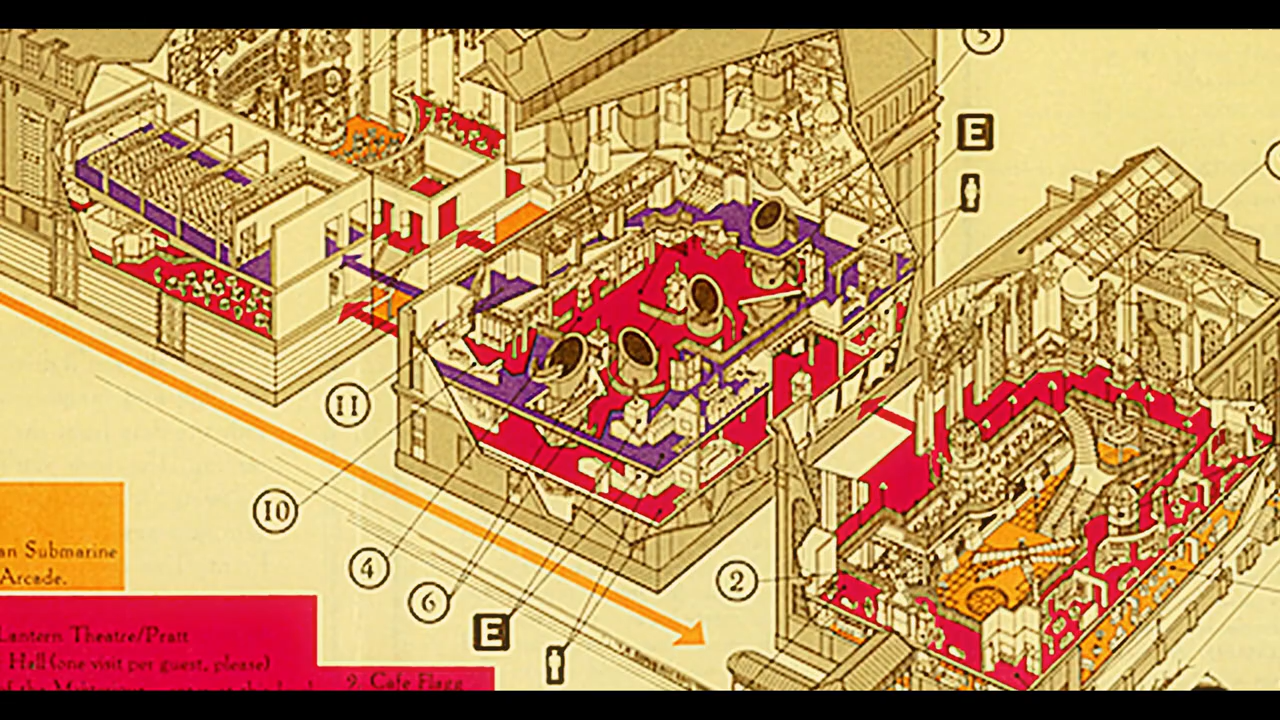 5
E
11
10
an Submarine
4
Arcade.
2
6
E
Lantern Theatre/Pratt
Hall (one visit per guest, please)
9. Cafe Flagg